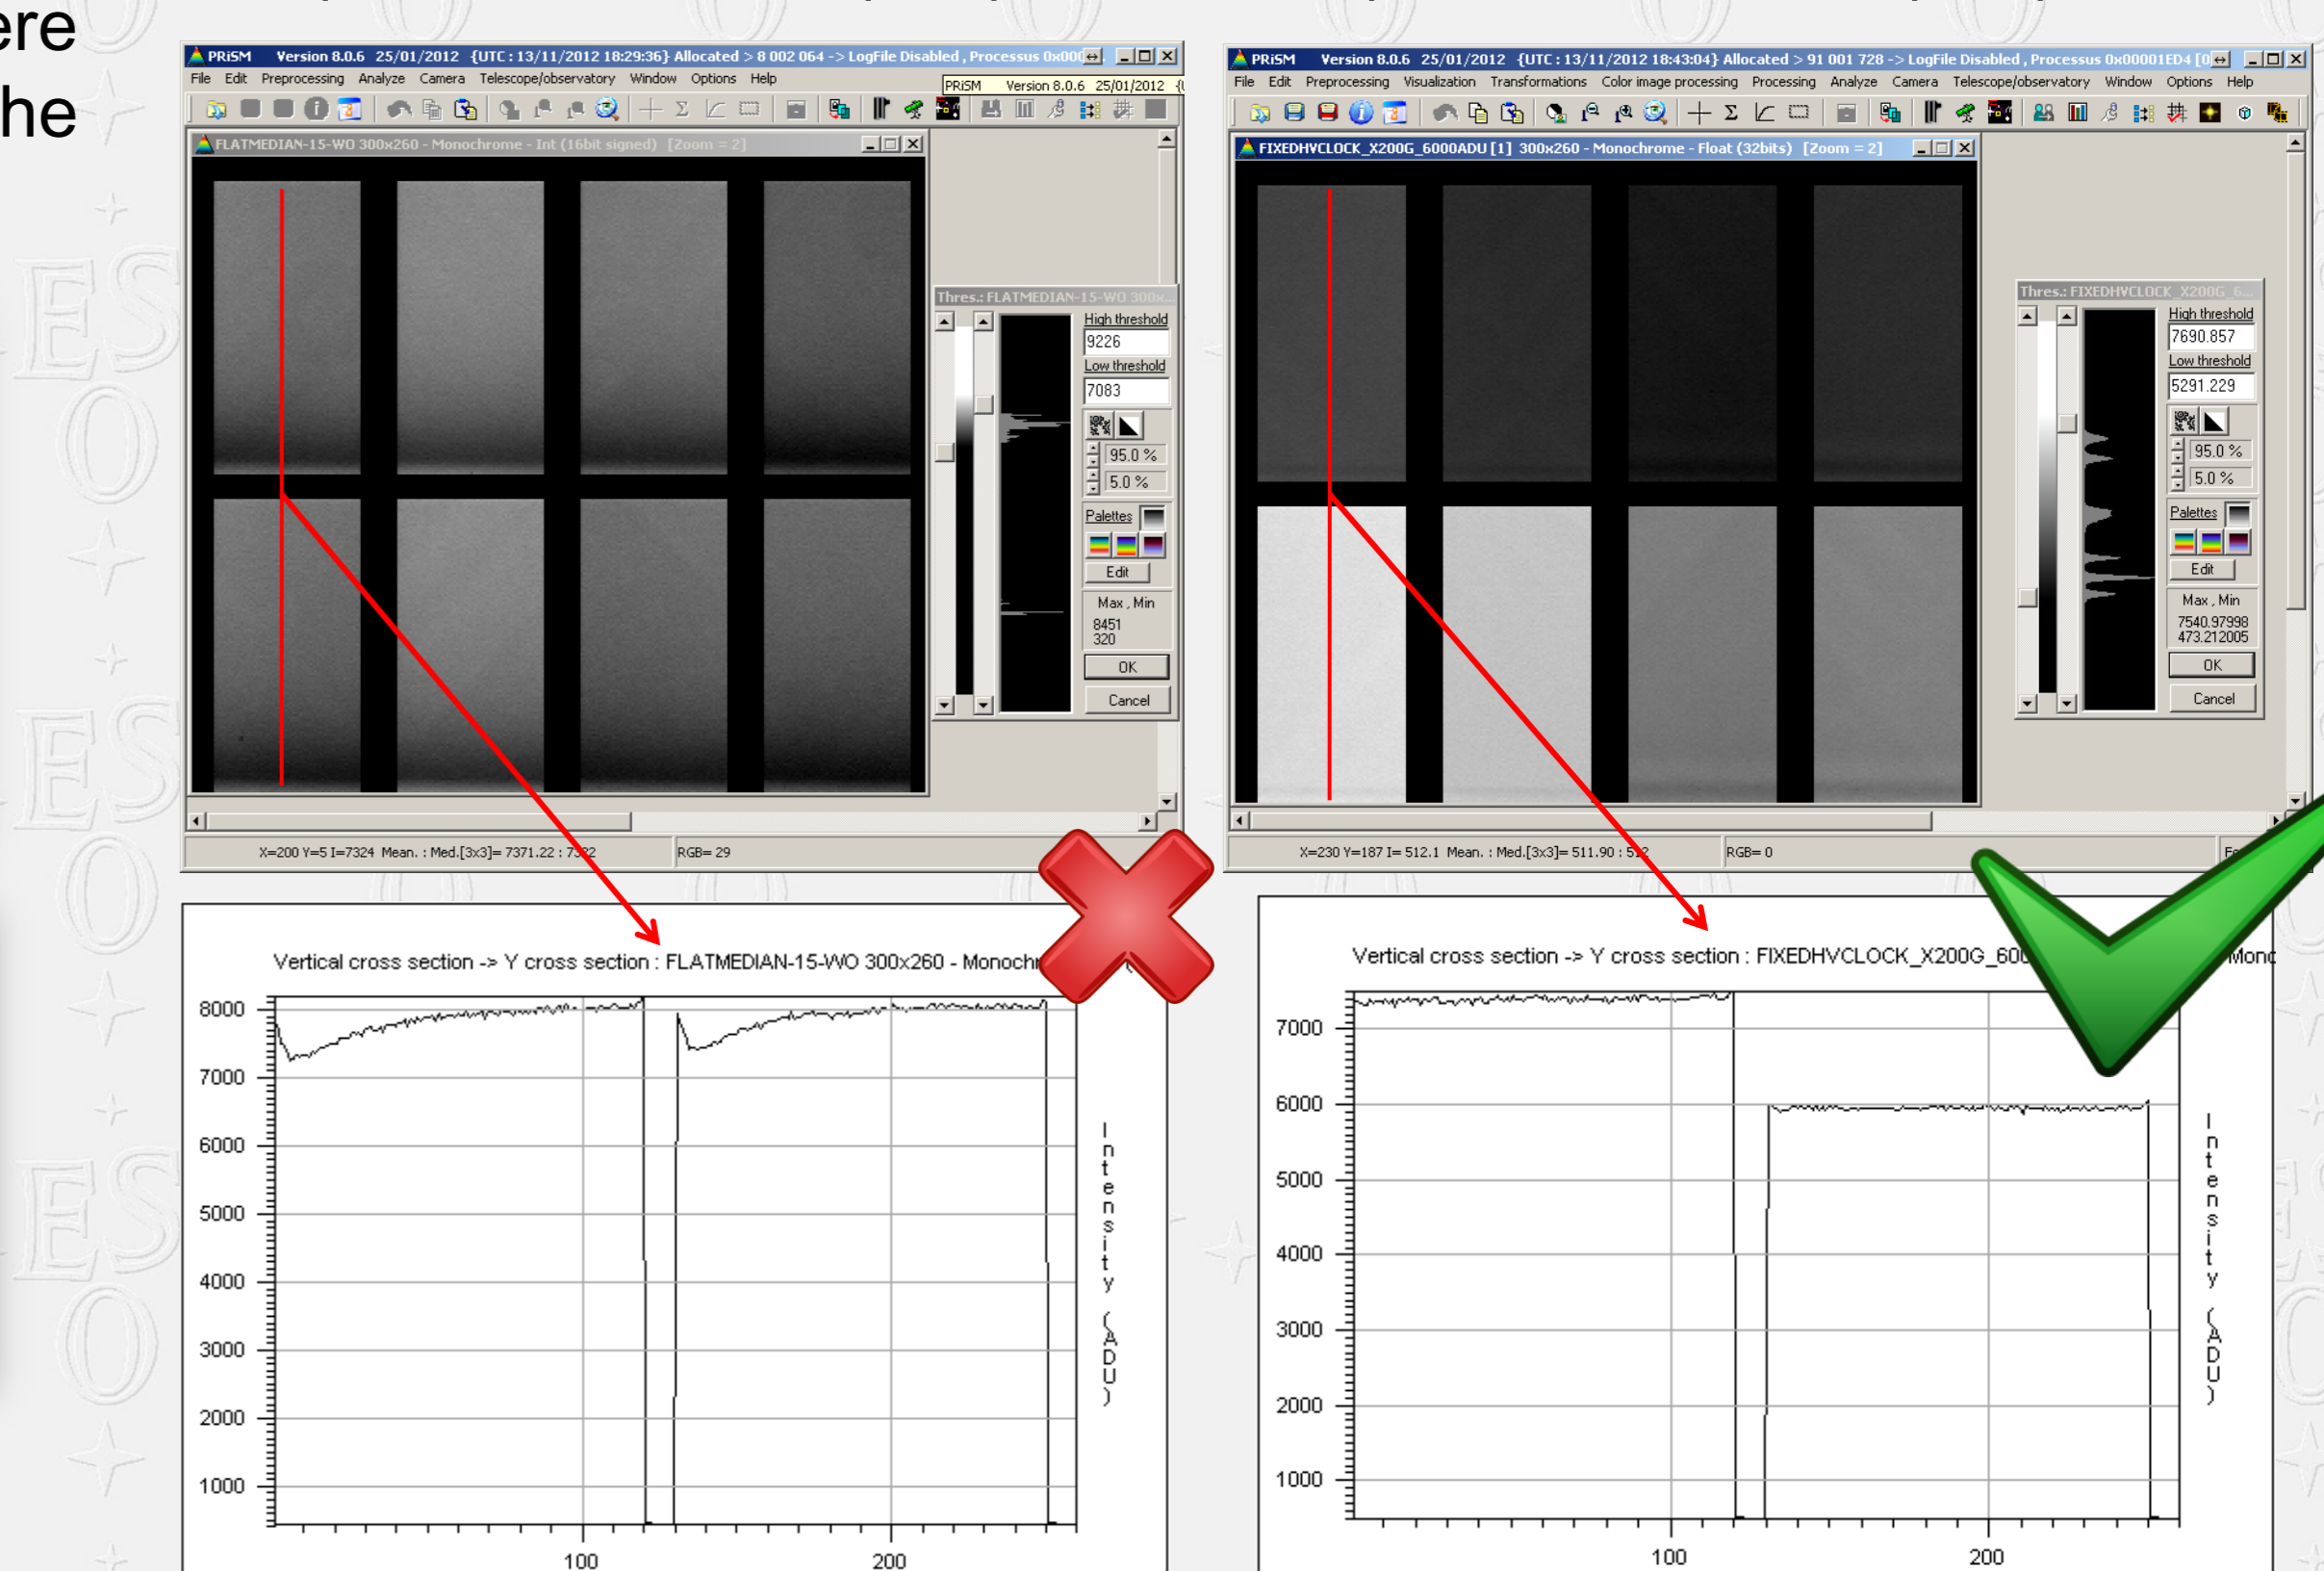 ere
he
PRiSM Version 8.0.6 25/01/2012 {UTC : 13/11/2012 18:29:36} Allocated > 8 002 064 -> LogFile Disabled , Processus
File Edit Preprocessing Analyze Camera Telescope/observatory Window Options Help
PRiSM Version 8.0.6 25/01/2012
FLATMEDIAN-15-WO 300x260 - Monochrome - Int (16bit signed) [Zoom = 2]
Thres.: FLATMEDIAN-15-WO 300x...
High threshold
9226
Low threshold
7083
95.0 %
5.0 %
Palettes
Edit
Max , Min
8451
320
OK
Cancel
X=200 Y=5 I=7324 Mean. : Med.[3x3]= 7371.22 : 7322
RGB= 29
PRiSM Version 8.0.6 25/01/2012 {UTC : 13/11/2012 18:43:04} Allocated > 91 001 728 -> LogFile Disabled , Processus 0x00001ED4 [0
File Edit Preprocessing Visualization Transformations Color image processing Processing Analyze Camera Telescope/observatory Window Options Help
FIXEDHVCLOCK_X200G_6000ADU [1] 300x260 - Monochrome - Float (32bits) [Zoom = 2]
Thres.: FIXEDHVCLOCK_X200G_6...
High threshold
7690.857
Low threshold
5291.229
95.0 %
5.0 %
Palettes
Edit
Max , Min
7540.97998
473.212005
OK
Cancel
X=230 Y=187 I= 512.1 Mean. : Med.[3x3]= 511.90 : 512
RGB= 0
Vertical cross section -> Y cross section : FLATMEDIAN-15-WO 300x260 - Monochr
8000
7000
6000
5000
4000
3000
2000
1000
100
200
Intensity (ADU)
Vertical cross section -> Y cross section : FIXEDHVCLOCK_X200G_600 Mono
7000
6000
5000
4000
3000
2000
1000
100
200
Intensity (ADU)
ES
O
ES
O
ES
O